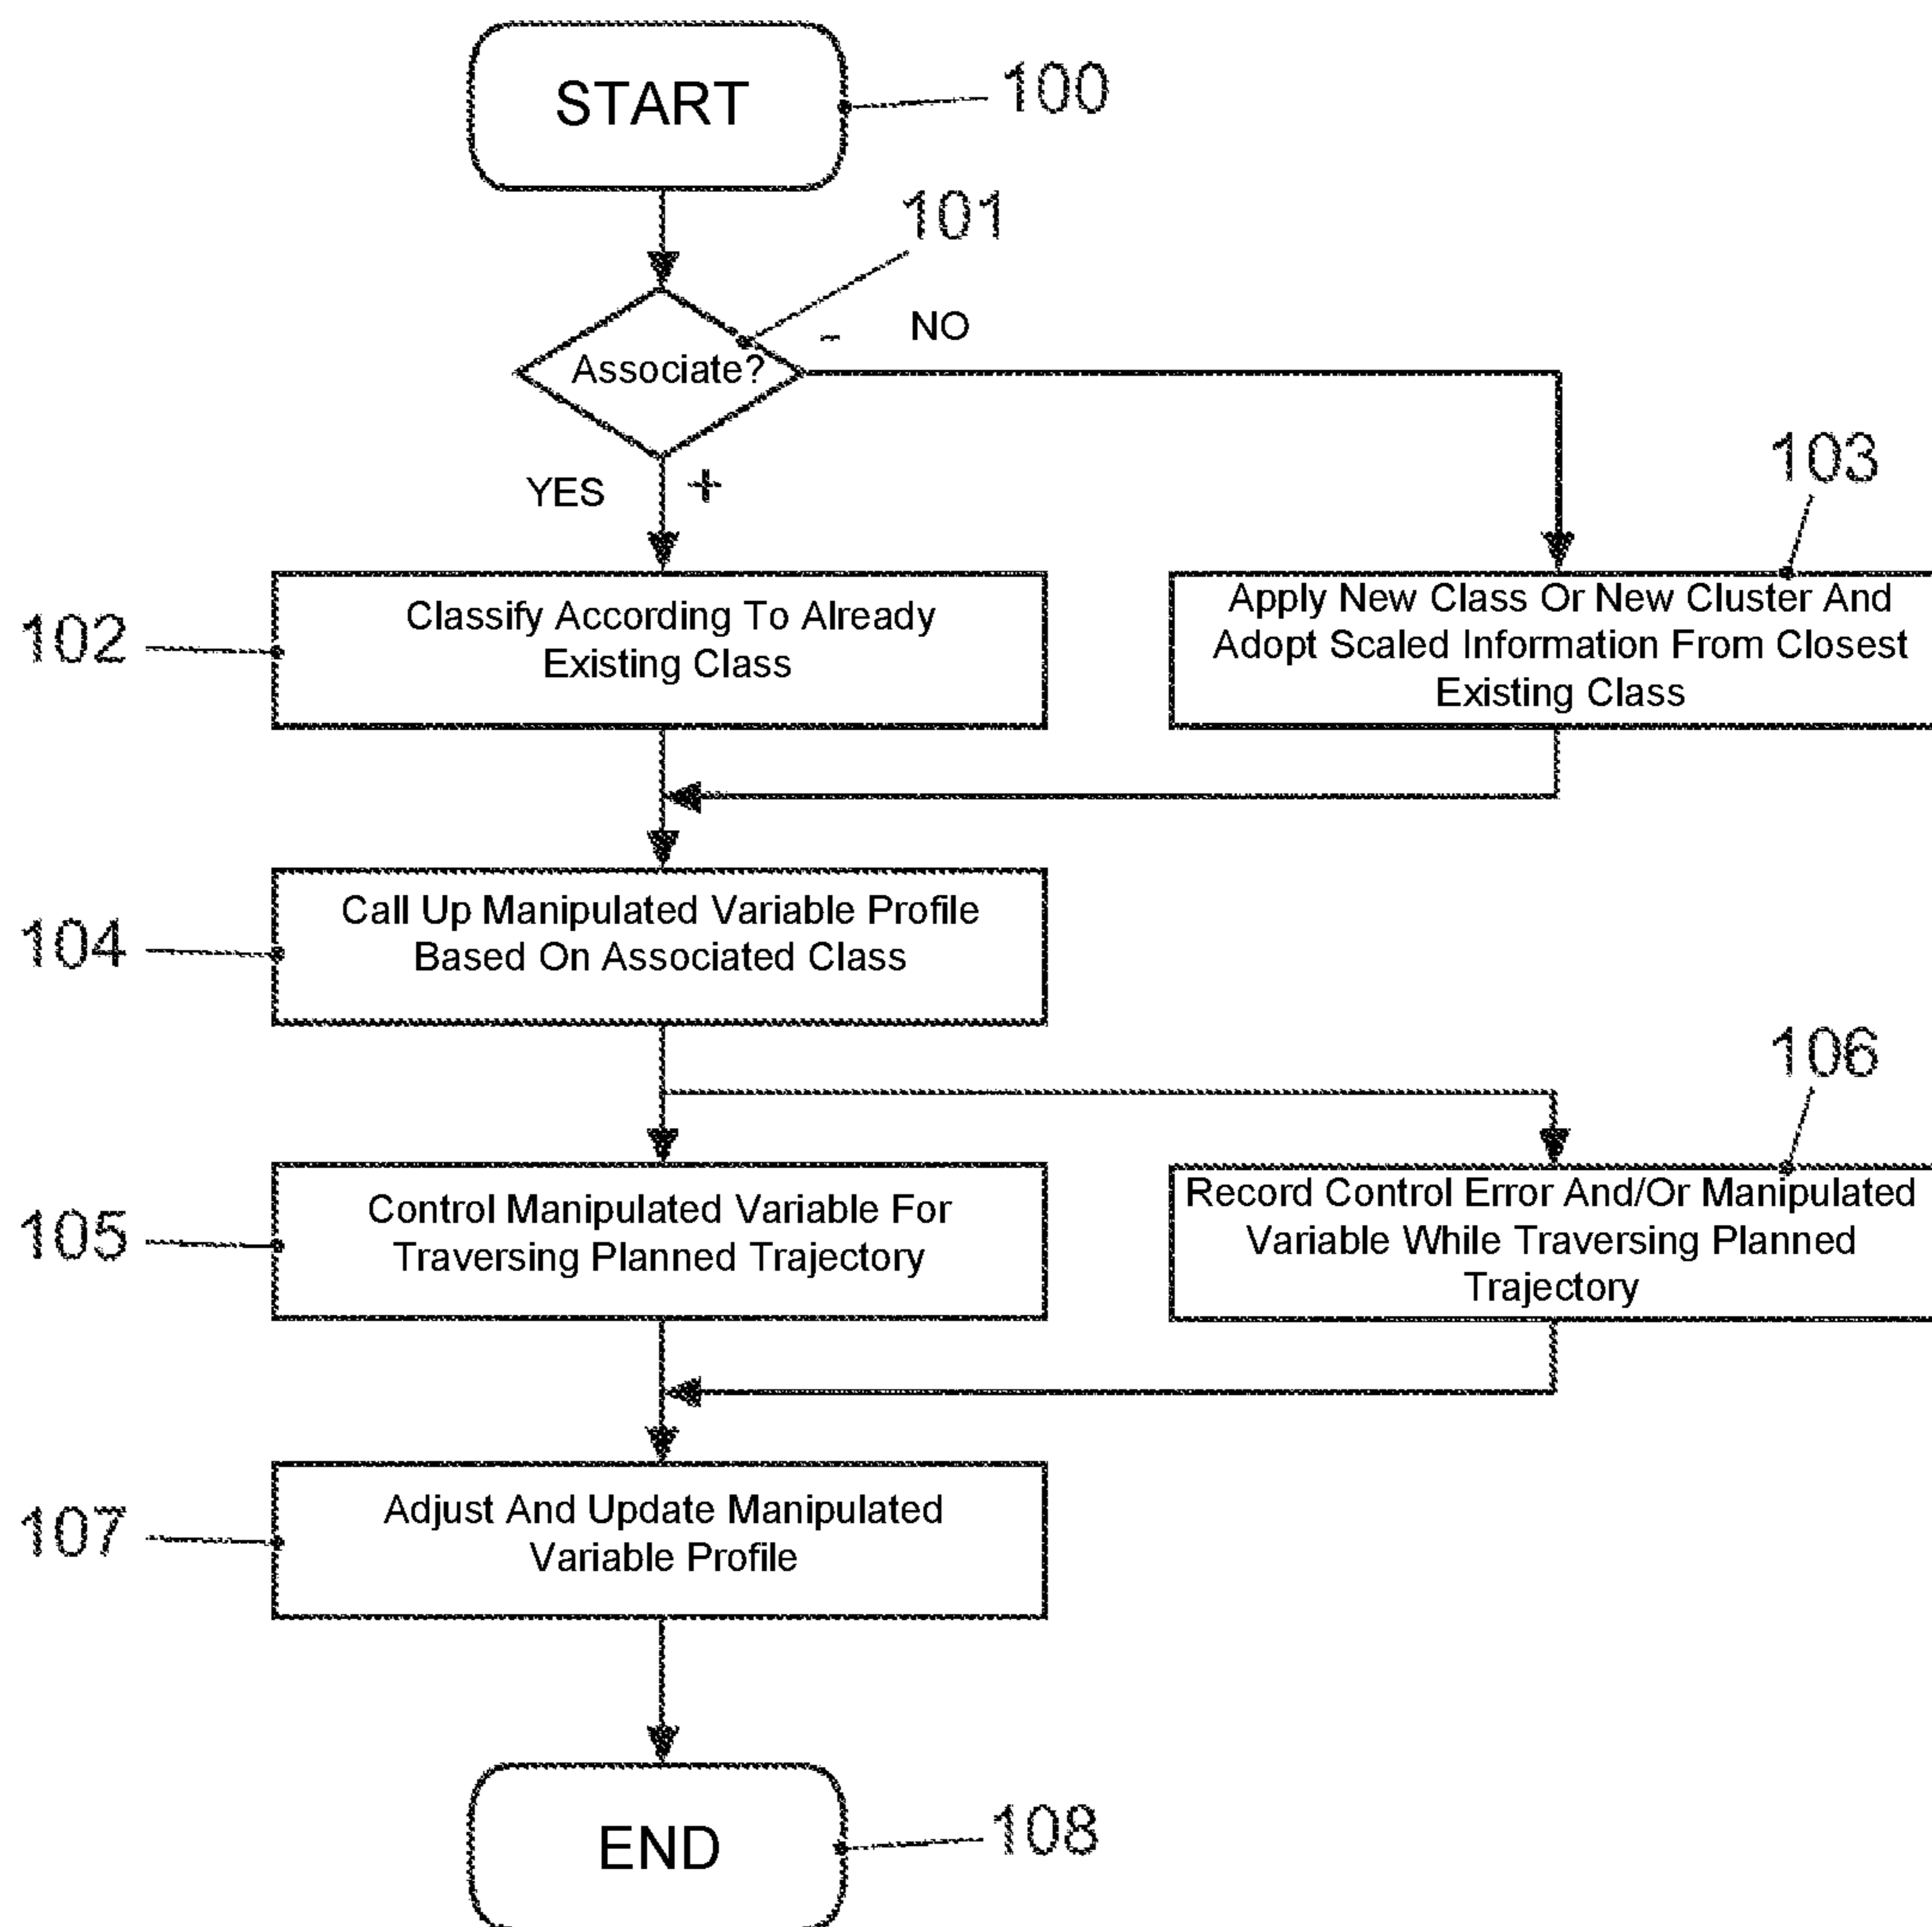 START
100
101
Associate?
-
NO
YES
+
103
102
Classify According To Already
Existing Class
Apply New Class Or New Cluster And
Adopt Scaled Information From Closest
Existing Class
104
Call Up Manipulated Variable Profile
Based On Associated Class
106
105
Control Manipulated Variable For
Traversing Planned Trajectory
Record Control Error And/Or Manipulated
Variable While Traversing Planned
Trajectory
107
Adjust And Update Manipulated
Variable Profile
END
108